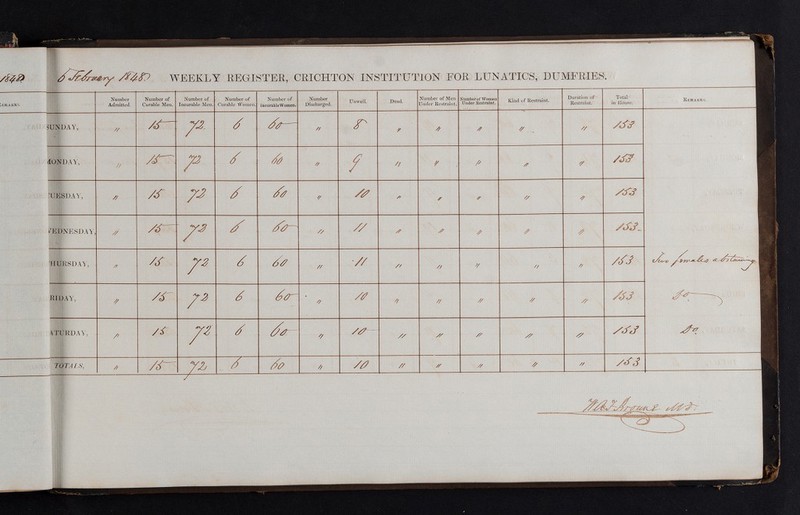 1848
6 February 1848 WEEKLY REGISTER, CRICHTON INSTITUTION FOR LUNATICS, DUMFRIES.
REMARKS. Number Admitted. Number of Curable Men. Number of Incurable Men. Number of Curable Women. Number of Incurable Women. Number Discharged. Unwell. Dead. Number of Men Under Restraint. Number of Women Under Restraint. Kind of Restraint. Duration of Restraint. Total in House. REMARKS.
SUNDAY, " 15 72 6 60 " 8 " " " " " 153
MONDAY, " 15 72 6 60 " 9 " " " " " 153
TUESDAY, " 15 72 6 60 " 10 " " " " " 153
WEDNESDAY, " 15 72 6 60 " 11 " " " " " 153
THURSDAY, " 15 72 6 60 " 11 " " " " " 153 Two females abstaining
FRIDAY, " 15 72 6 60 " 10 " " " " " 153 Do.
SATURDAY, " 15 72 6 60 " 10 " " " " " 153 Do.
TOTALS. " 15 72 6 60 " 10 " " " " " 153
W A F Browne MD.